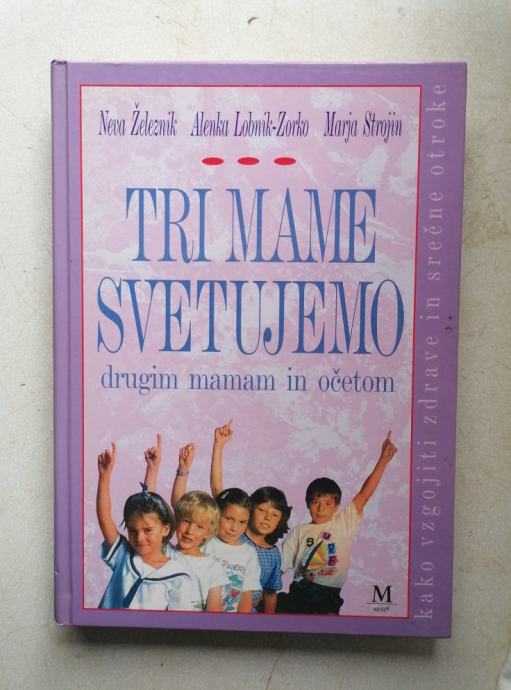 Neva Železnik Alenka Lobnik-Zorko Marja Strojin
TRI MAME
SVETUJEMO
drugim mamam in očetom
kako vzgojiti zdrave in srečne otroke
M